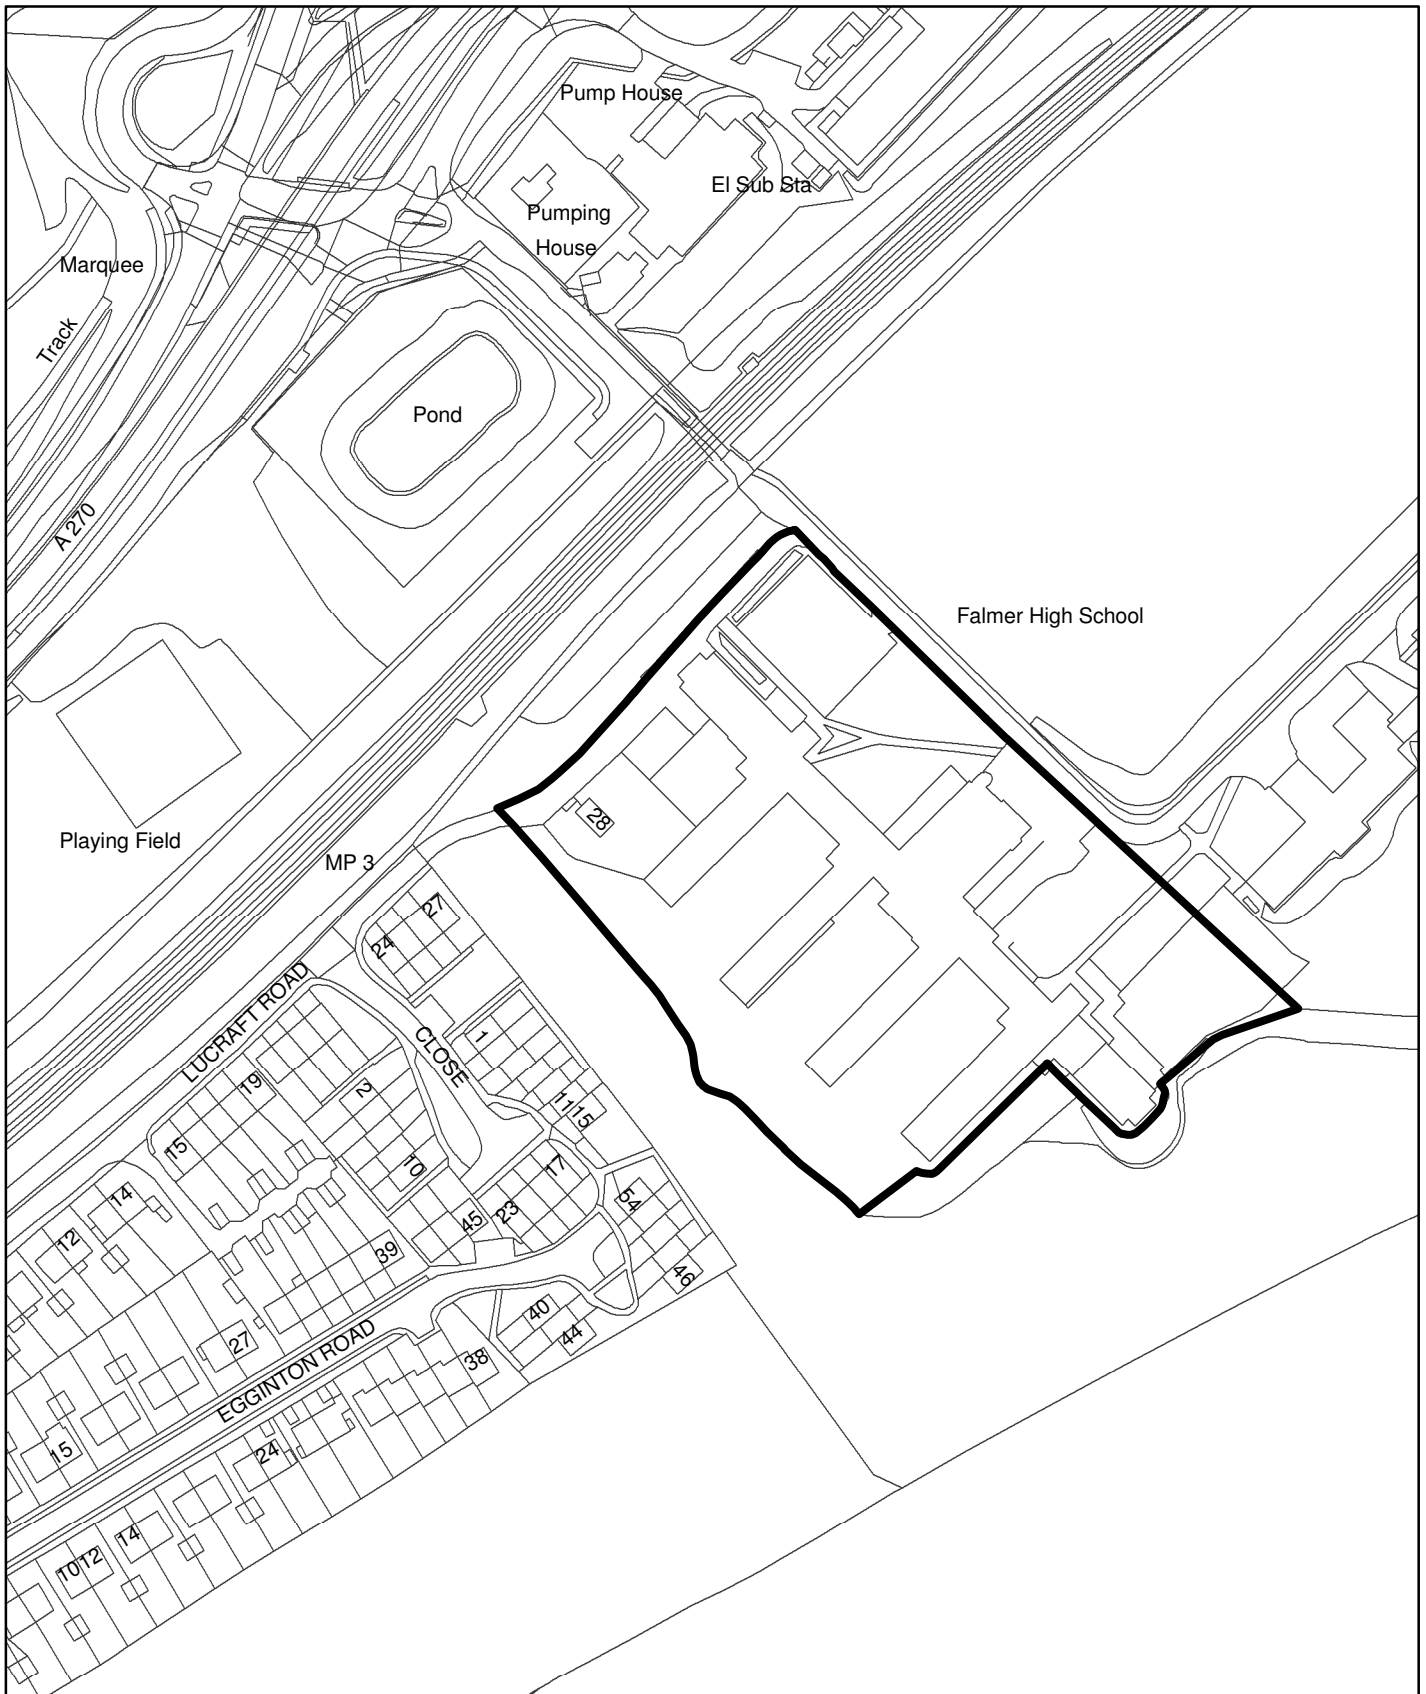 Pump House
El Sub Sta
Pumping
House
Marquee
Track
Pond
A 270
Falmer High School
Playing Field
28
MP 3
27
24
LUCRAFT ROAD
CLOSE
1
19
2
11
15
15
10
17
14
54
23
45
12
39
46
40
27
44
EGGINTON ROAD
38
15
24
14
10
12